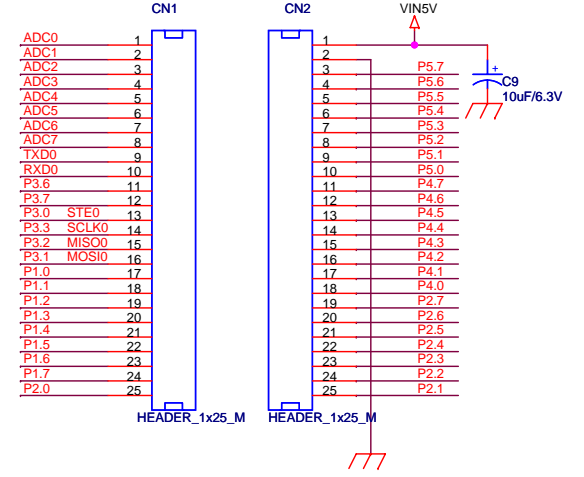 CN1 CN2 VIN5V
ADC0 1 1
ADC1 2 2
ADC2 3 3 P5.7
ADC3 4 4 P5.6
ADC4 5 5 P5.5
ADC5 6 6 P5.4
ADC6 7 7 P5.3
ADC7 8 8 P5.2
TXD0 9 9 P5.1
RXD0 10 10 P5.0
P3.6 11 11 P4.7
P3.7 12 12 P4.6
P3.0 STE0 13 13 P4.5
P3.3 SCLK0 14 14 P4.4
P3.2 MISO0 15 15 P4.3
P3.1 MOSI0 16 16 P4.2
P1.0 17 17 P4.1
P1.1 18 18 P4.0
P1.2 19 19 P2.7
P1.3 20 20 P2.6
P1.4 21 21 P2.5
P1.5 22 22 P2.4
P1.6 23 23 P2.3
P1.7 24 24 P2.2
P2.0 25 25 P2.1
+
C9
10uF/6.3V
HEADER_1x25_M HEADER_1x25_M